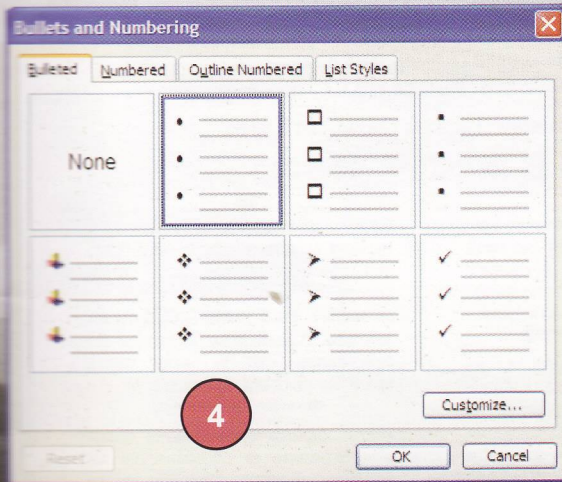 Bullets and Numbering
Bulleted Numbered Outline Numbered List Styles
None
4
Customize...
Reset
OK Cancel